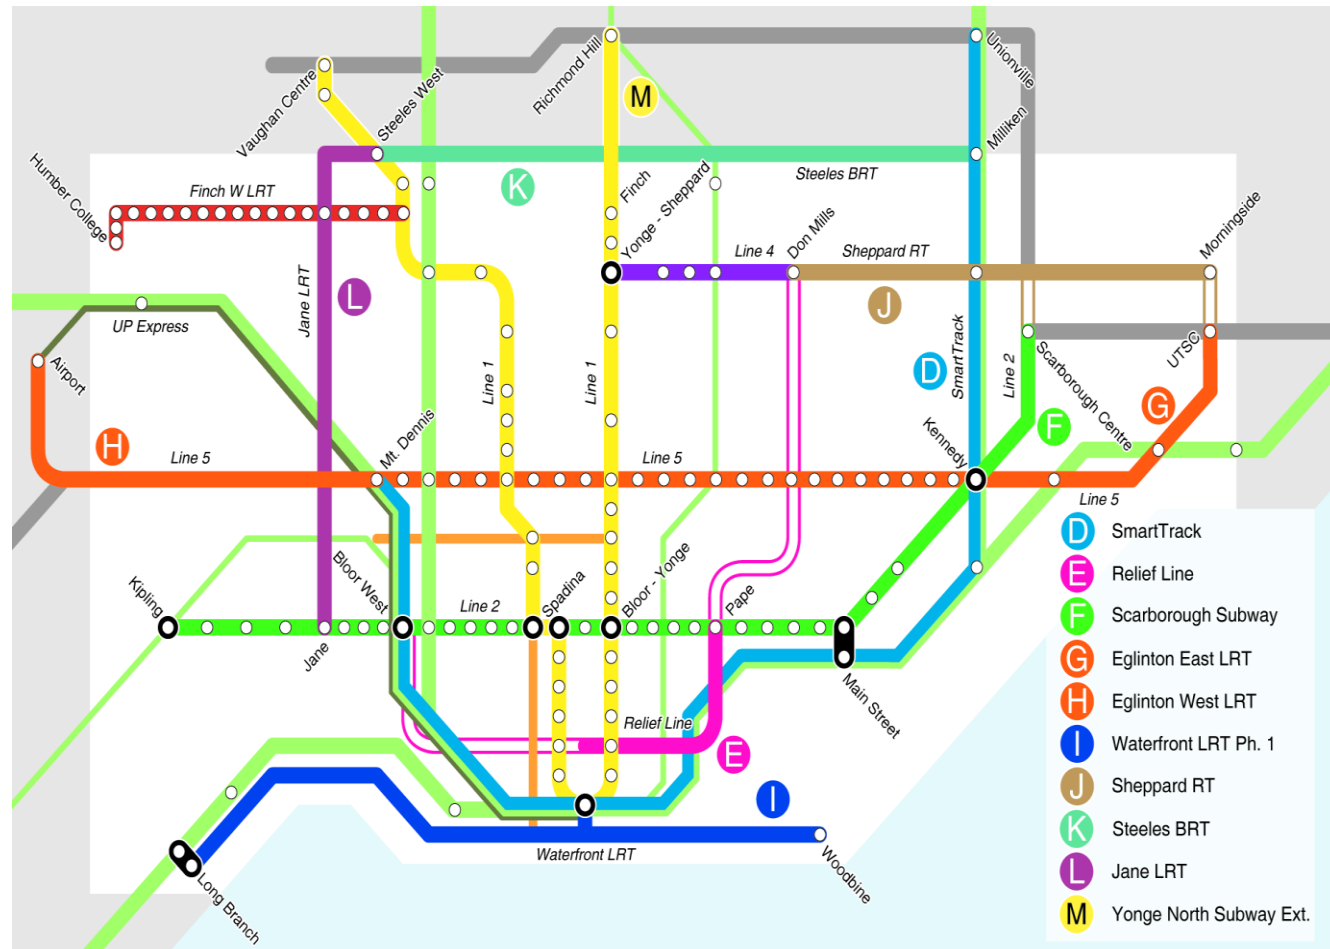 Unionville
Richmond Hill
M
Vaughan Centre
Steeles West
Milliken
Humber College
Finch W LRT
K
Steeles BRT
Finch
Yonge - Sheppard
Don Mills
Morningside
Line 4
Sheppard RT
Jane LRT
L
J
UP Express
Airport
Line 1
Line 1
SmartTrack
D
Line 2
Scarborough Centre
UTSC
F
G
H
Line 5
Mt. Dennis
Line 5
Kennedy
Line 5
Kipling
Bloor West
Line 2
Spadina
Bloor - Yonge
Pape
Jane
Main Street
Relief Line
E
I
Waterfront LRT
Woodbine
Long Branch
D SmartTrack
E Relief Line
F Scarborough Subway
G Eglinton East LRT
H Eglinton West LRT
I Waterfront LRT Ph. 1
J Sheppard RT
K Steeles BRT
L Jane LRT
M Yonge North Subway Ext.